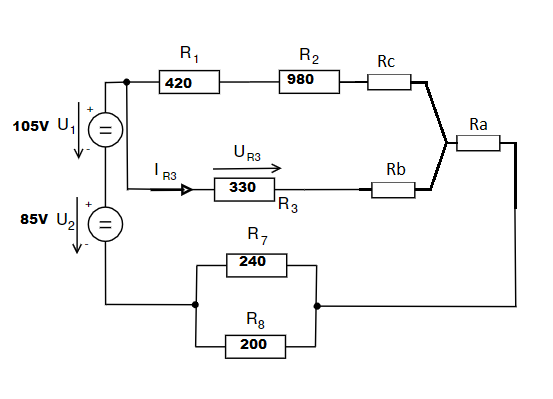 R1
R2
Rc
420
980
+
105V U1
-
Ra
UR3
IR3
Rb
330
R3
+
85V U2
-
R7
240
R8
200